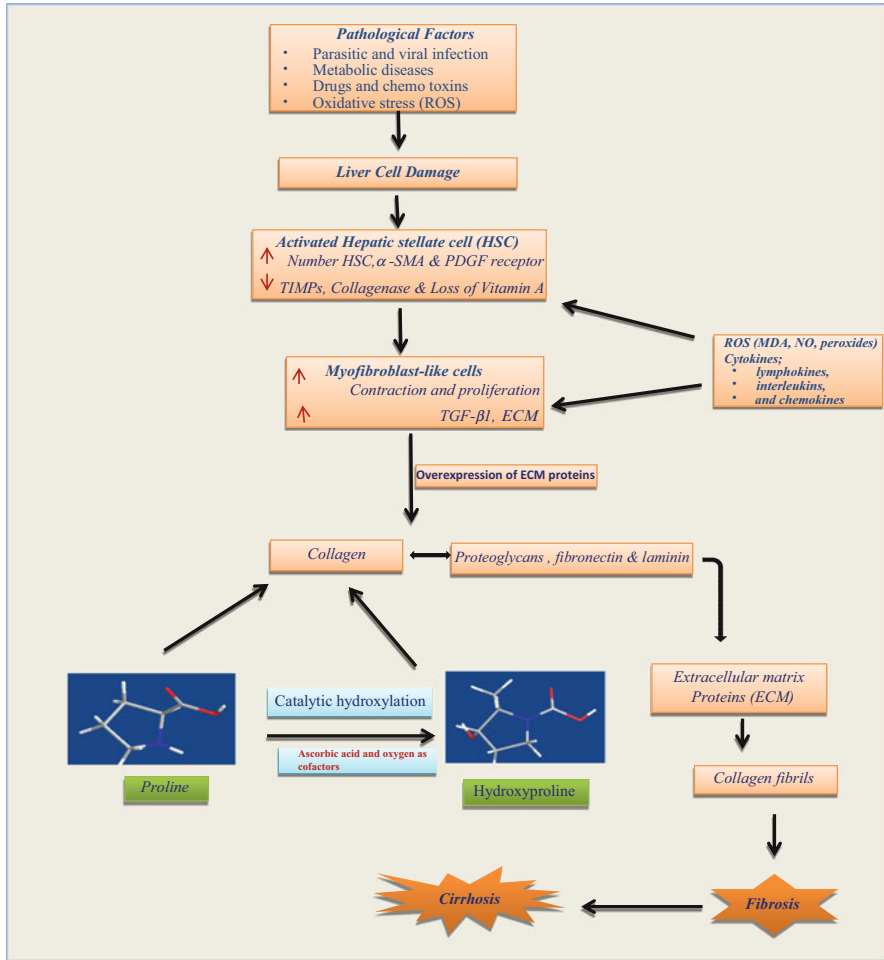 Pathological Factors
• Parasitic and viral infection
• Metabolic diseases
• Drugs and chemo toxins
• Oxidative stress (ROS)
Liver Cell Damage
Activated Hepatic stellate cell (HSC)
Number HSC,α-SMA & PDGF receptor
TIMPs, Collagenase & Loss of Vitamin A
ROS (MDA, NO, peroxides)
Cytokines;
• lymphokines,
• interleukins,
• and chemokines
Myofibroblast-like cells
Contraction and proliferation
TGF-β1, ECM
Overexpression of ECM proteins
Collagen
Proteoglycans , fibronectin & laminin
Extracellular matrix
Proteins (ECM)
Catalytic hydroxylation
Ascorbic acid and oxygen as
cofactors
Proline
Hydroxyproline
Collagen fibrils
Cirrhosis
Fibrosis